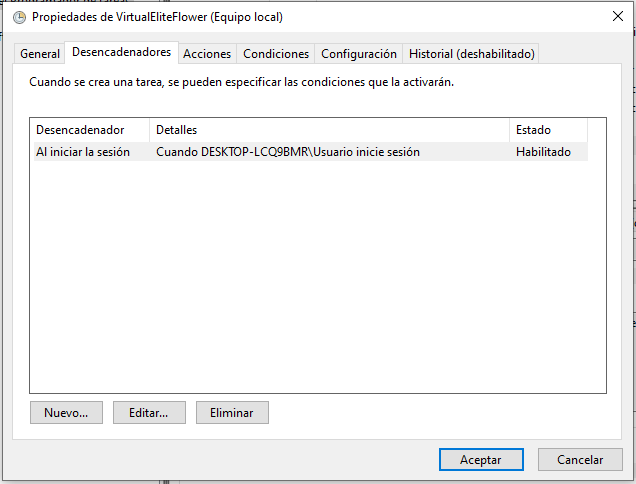 Propiedades de VirtualEliteFlower (Equipo local)
General Desencadenadores Acciones Condiciones Configuración Historial (deshabilitado)
Cuando se crea una tarea, se pueden especificar las condiciones que la activarán.
Desencadenador Detalles Estado
Al iniciar la sesión Cuando DESKTOP-LCQ9BMR\Usuario inicie sesión Habilitado
Nuevo... Editar... Eliminar
Aceptar Cancelar